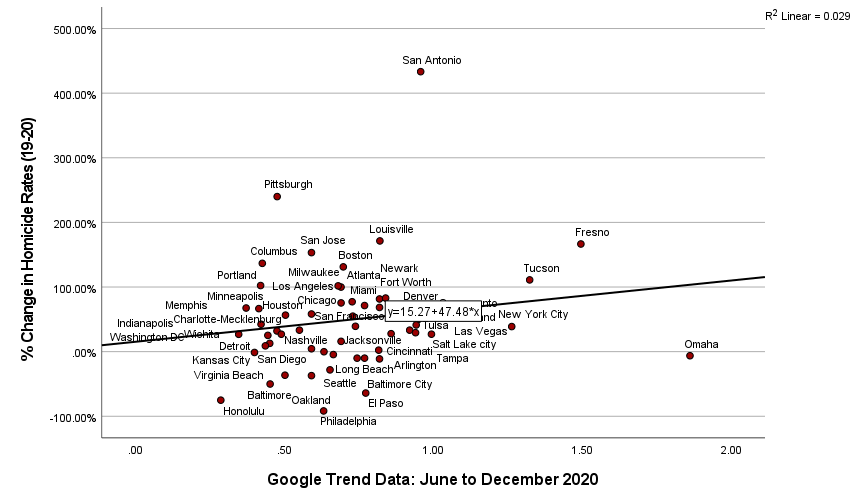 R2 Linear = 0.029
500.00%
San Antonio
400.00%
300.00%
Pittsburgh
200.00%
Louisville
Fresno
San Jose
Columbus
Boston
Tucson
Milwaukee
Newark
Portland
Atlanta
Fort Worth
100.00%
Los Angeles
Miami
Minneapolis
Chicago
Denver
Memphis
Houston
y=15.27+47.48*x
New York City
San Francisco
Charlotte-Mecklenburg
Indianapolis
Tulsa
Las Vegas
Washington DC
Wichita
Nashville
Jacksonville
Salt Lake city
Omaha
Detroit
.00%
Cincinnati
Kansas City
San Diego
Arlington
Tampa
Long Beach
Virginia Beach
Seattle
Baltimore City
Baltimore
Oakland
El Paso
Honolulu
-100.00%
Philadelphia
.00
.50
1.00
1.50
2.00
% Change in Homicide Rates (19-20)
Google Trend Data: June to December 2020